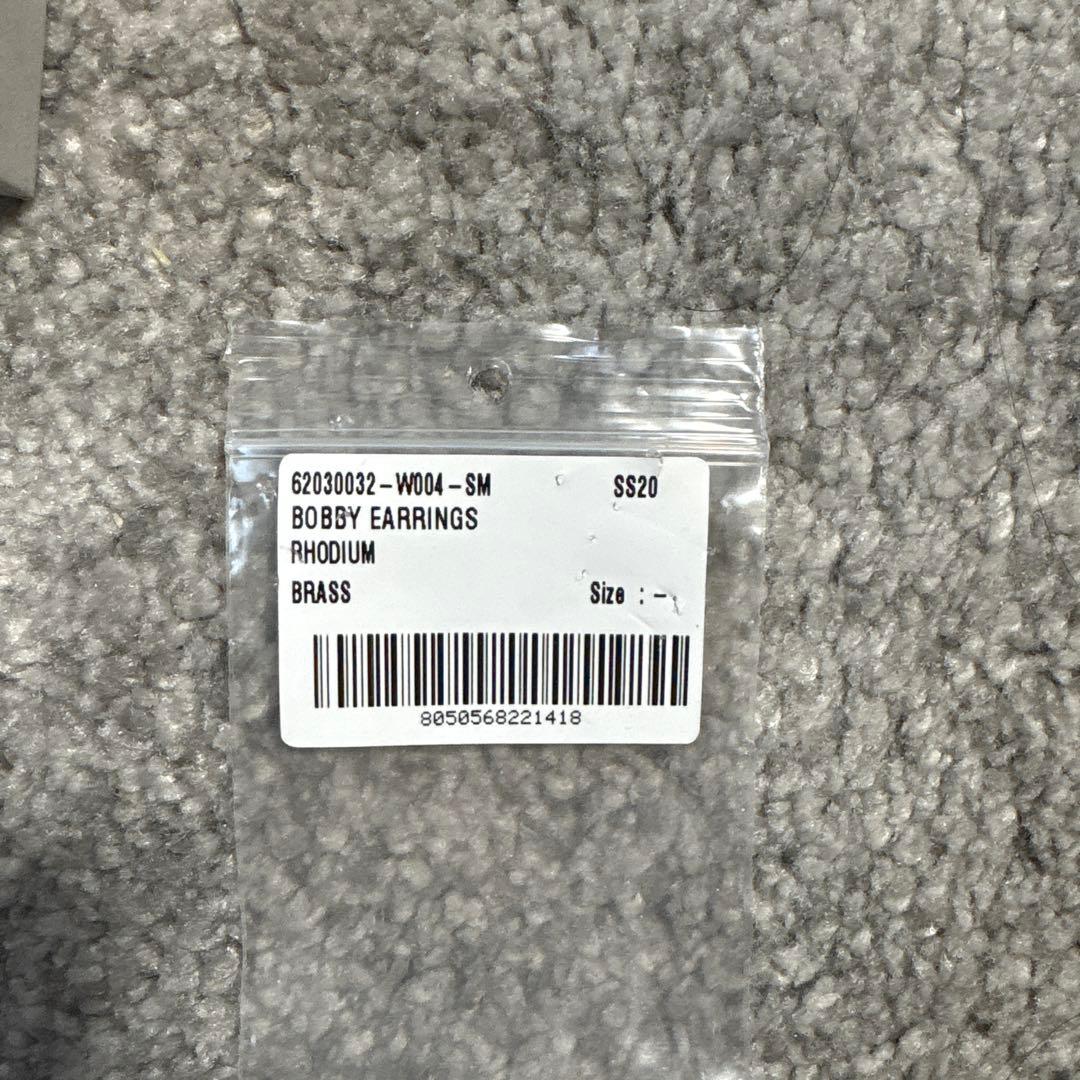 62030032-W004-SM SS20
BOBBY EARRINGS
RHODIUM
BRASS Size : -
8050568221418